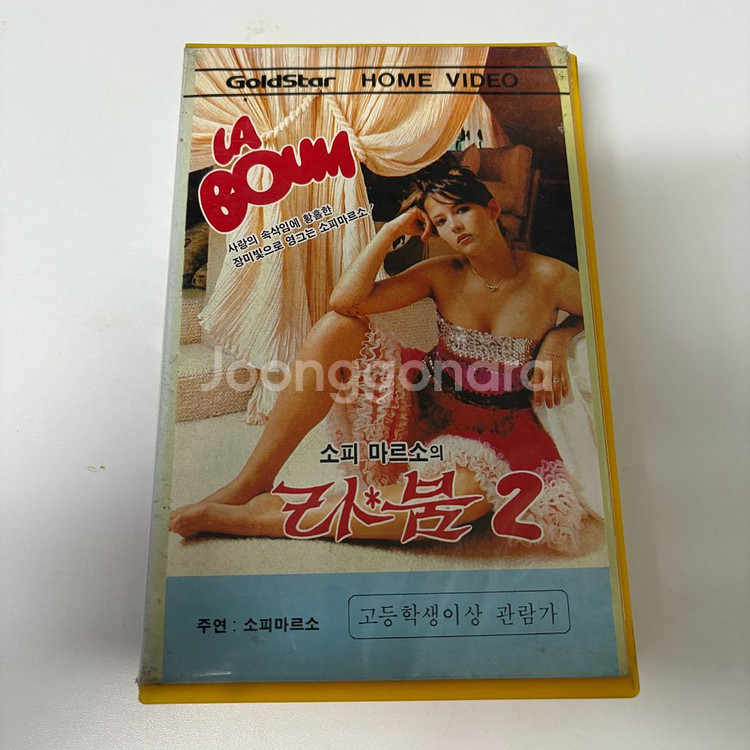 GoldStar HOME VIDEO
LA
BOUM
사랑의 속삭임에 황홀한
장미빛으로 영그는 소피마르소!
Joonggonara
소피 마르소의
라*붐 2
주연 : 소피마르소
고등학생이상 관람가